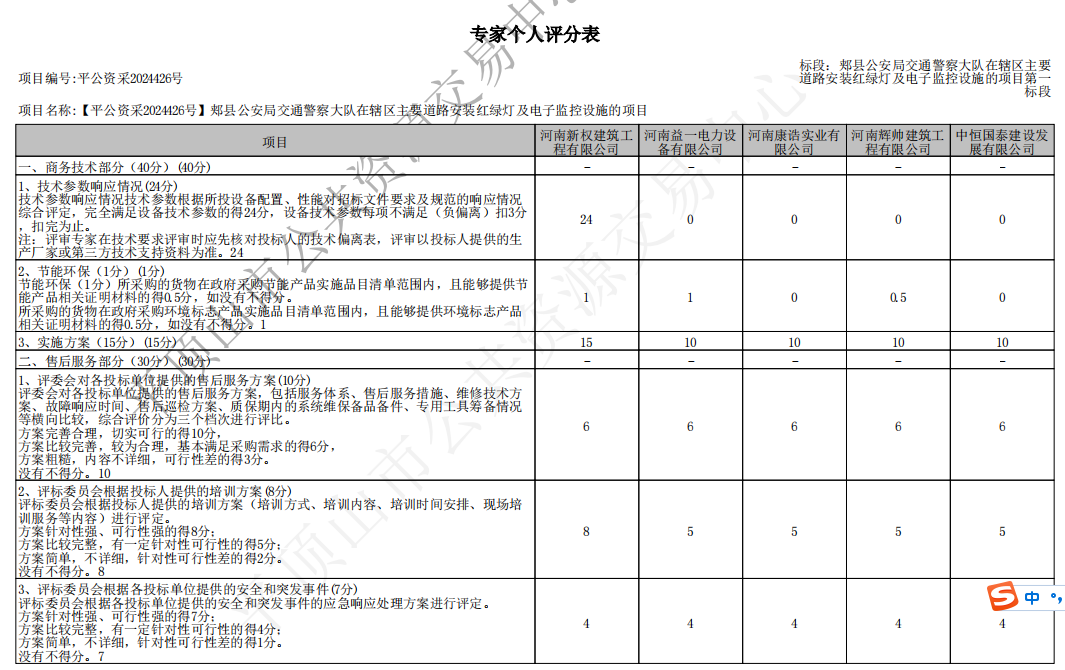 专家个人评分表
标段：郏县公安局交通警察大队在辖区主要
道路安装红绿灯及电子监控设施的项目第一
标段
项目编号:平公资采2024426号
项目名称:【平公资采2024426号】郏县公安局交通警察大队在辖区主要道路安装红绿灯及电子监控设施的项目
项目
河南新权建筑工
程有限公司
河南益一电力设
备有限公司
河南康浩实业有
限公司
河南辉帅建筑工
程有限公司
中恒国泰建设发
展有限公司
一、商务技术部分（40分）(40分)
– – – – –
1、技术参数响应情况(24分)
技术参数响应情况技术参数根据所投设备配置、性能对招标文件要求及规范的响应情况
综合评定，完全满足设备技术参数的得24分，设备技术参数每项不满足（负偏离）扣3分
，扣完为止。
注：评审专家在技术要求评审时应先核对投标人的技术偏离表，评审以投标人提供的生
产厂家或第三方技术支持资料为准。24
24 0 0 0 0
2、节能环保（1分）(1分)
节能环保（1分）所采购的货物在政府采购节能产品实施品目清单范围内，且能够提供节
能产品相关证明材料的得0.5分，如没有不得分。
所采购的货物在政府采购环境标志产品实施品目清单范围内，且能够提供环境标志产品
相关证明材料的得0.5分，如没有不得分。1
1 1 0 0.5 0
3、实施方案（15分）(15分)
15 10 10 10 10
二、售后服务部分（30分）(30分)
– – – – –
1、评委会对各投标单位提供的售后服务方案(10分)
评委会对各投标单位提供的售后服务方案，包括服务体系、售后服务措施、维修技术方
案、故障响应时间、售后巡检方案、质保期内的系统维保备品备件、专用工具筹备情况
等横向比较，综合评价分为三个档次进行评比。
方案完善合理，切实可行的得10分，
方案比较完善，较为合理，基本满足采购需求的得6分，
方案粗糙，内容不详细，可行性差的得3分。
没有不得分。10
6 6 6 6 6
2、评标委员会根据投标人提供的培训方案(8分)
评标委员会根据投标人提供的培训方案（培训方式、培训内容、培训时间安排、现场培
训服务等内容）进行评定。
方案针对性强、可行性强的得8分；
方案比较完整，有一定针对性可行性的得5分；
方案简单，不详细，针对性可行性差的得2分。
没有不得分。8
8 5 5 5 5
3、评标委员会根据各投标单位提供的安全和突发事件(7分)
评标委员会根据各投标单位提供的安全和突发事件的应急响应处理方案进行评定。
方案针对性强、可行性强的得7分；
方案比较完整，有一定针对性可行性的得4分；
方案简单，不详细，针对性可行性差的得1分。
没有不得分。7
4 4 4 4 4
平顶山市公共资源交易中心
平顶山市公共资源交易中心
S 中